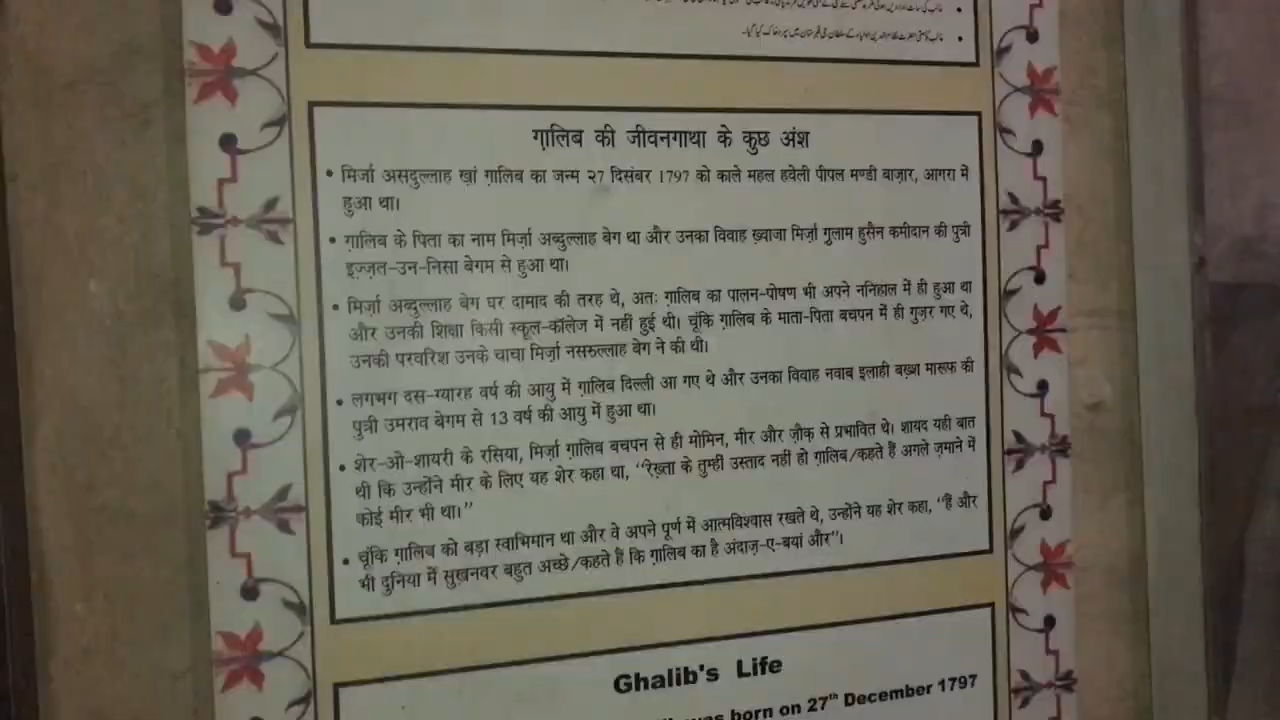 ग़ालिब की जीवनगाथा के कुछ अंश
• मिर्जा असदुल्लाह खां ग़ालिब का जन्म २७ दिसंबर 1797 को काले महल हवेली पीपल मण्डी बाज़ार, आगरा में
हुआ था।
• ग़ालिब के पिता का नाम मिर्ज़ा अब्दुल्लाह बेग था और उनका विवाह ख़्वाजा मिर्ज़ा गुलाम हुसैन कमीदान की पुत्री
इज़्ज़त-उन-निसा बेगम से हुआ था।
• मिर्ज़ा अब्दुल्लाह बेग घर दामाद की तरह थे, अतः ग़ालिब का पालन-पोषण भी अपने ननिहाल में ही हुआ था
और उनकी शिक्षा किसी स्कूल-कॉलेज में नहीं हुई थी। चूंकि ग़ालिब के माता-पिता बचपन में ही गुज़र गए थे,
उनकी परवरिश उनके चाचा मिर्ज़ा नसरुल्लाह बेग ने की थी।
• लगभग दस-ग्यारह वर्ष की आयु में ग़ालिब दिल्ली आ गए थे और उनका विवाह नवाब इलाही बख़्श मारूफ की
पुत्री उमराव बेगम से 13 वर्ष की आयु में हुआ था।
• शेर-ओ-शायरी के रसिया, मिर्ज़ा ग़ालिब बचपन से ही मोमिन, मीर और ज़ौक़ से प्रभावित थे। शायद यही बात
थी कि उन्होंने मीर के लिए यह शेर कहा था, "रेख़्ता के तुम्हीं उस्ताद नहीं हो ग़ालिब/कहते हैं अगले ज़माने में
कोई मीर भी था।"
• चूंकि ग़ालिब को बड़ा स्वाभिमान था और वे अपने पूर्ण में आत्मविश्वास रखते थे, उन्होंने यह शेर कहा, "हैं और
भी दुनिया में सुख़नवर बहुत अच्छे/कहते हैं कि ग़ालिब का है अंदाज़-ए-बयां और"।
Ghalib's Life
was born on 27th December 1797